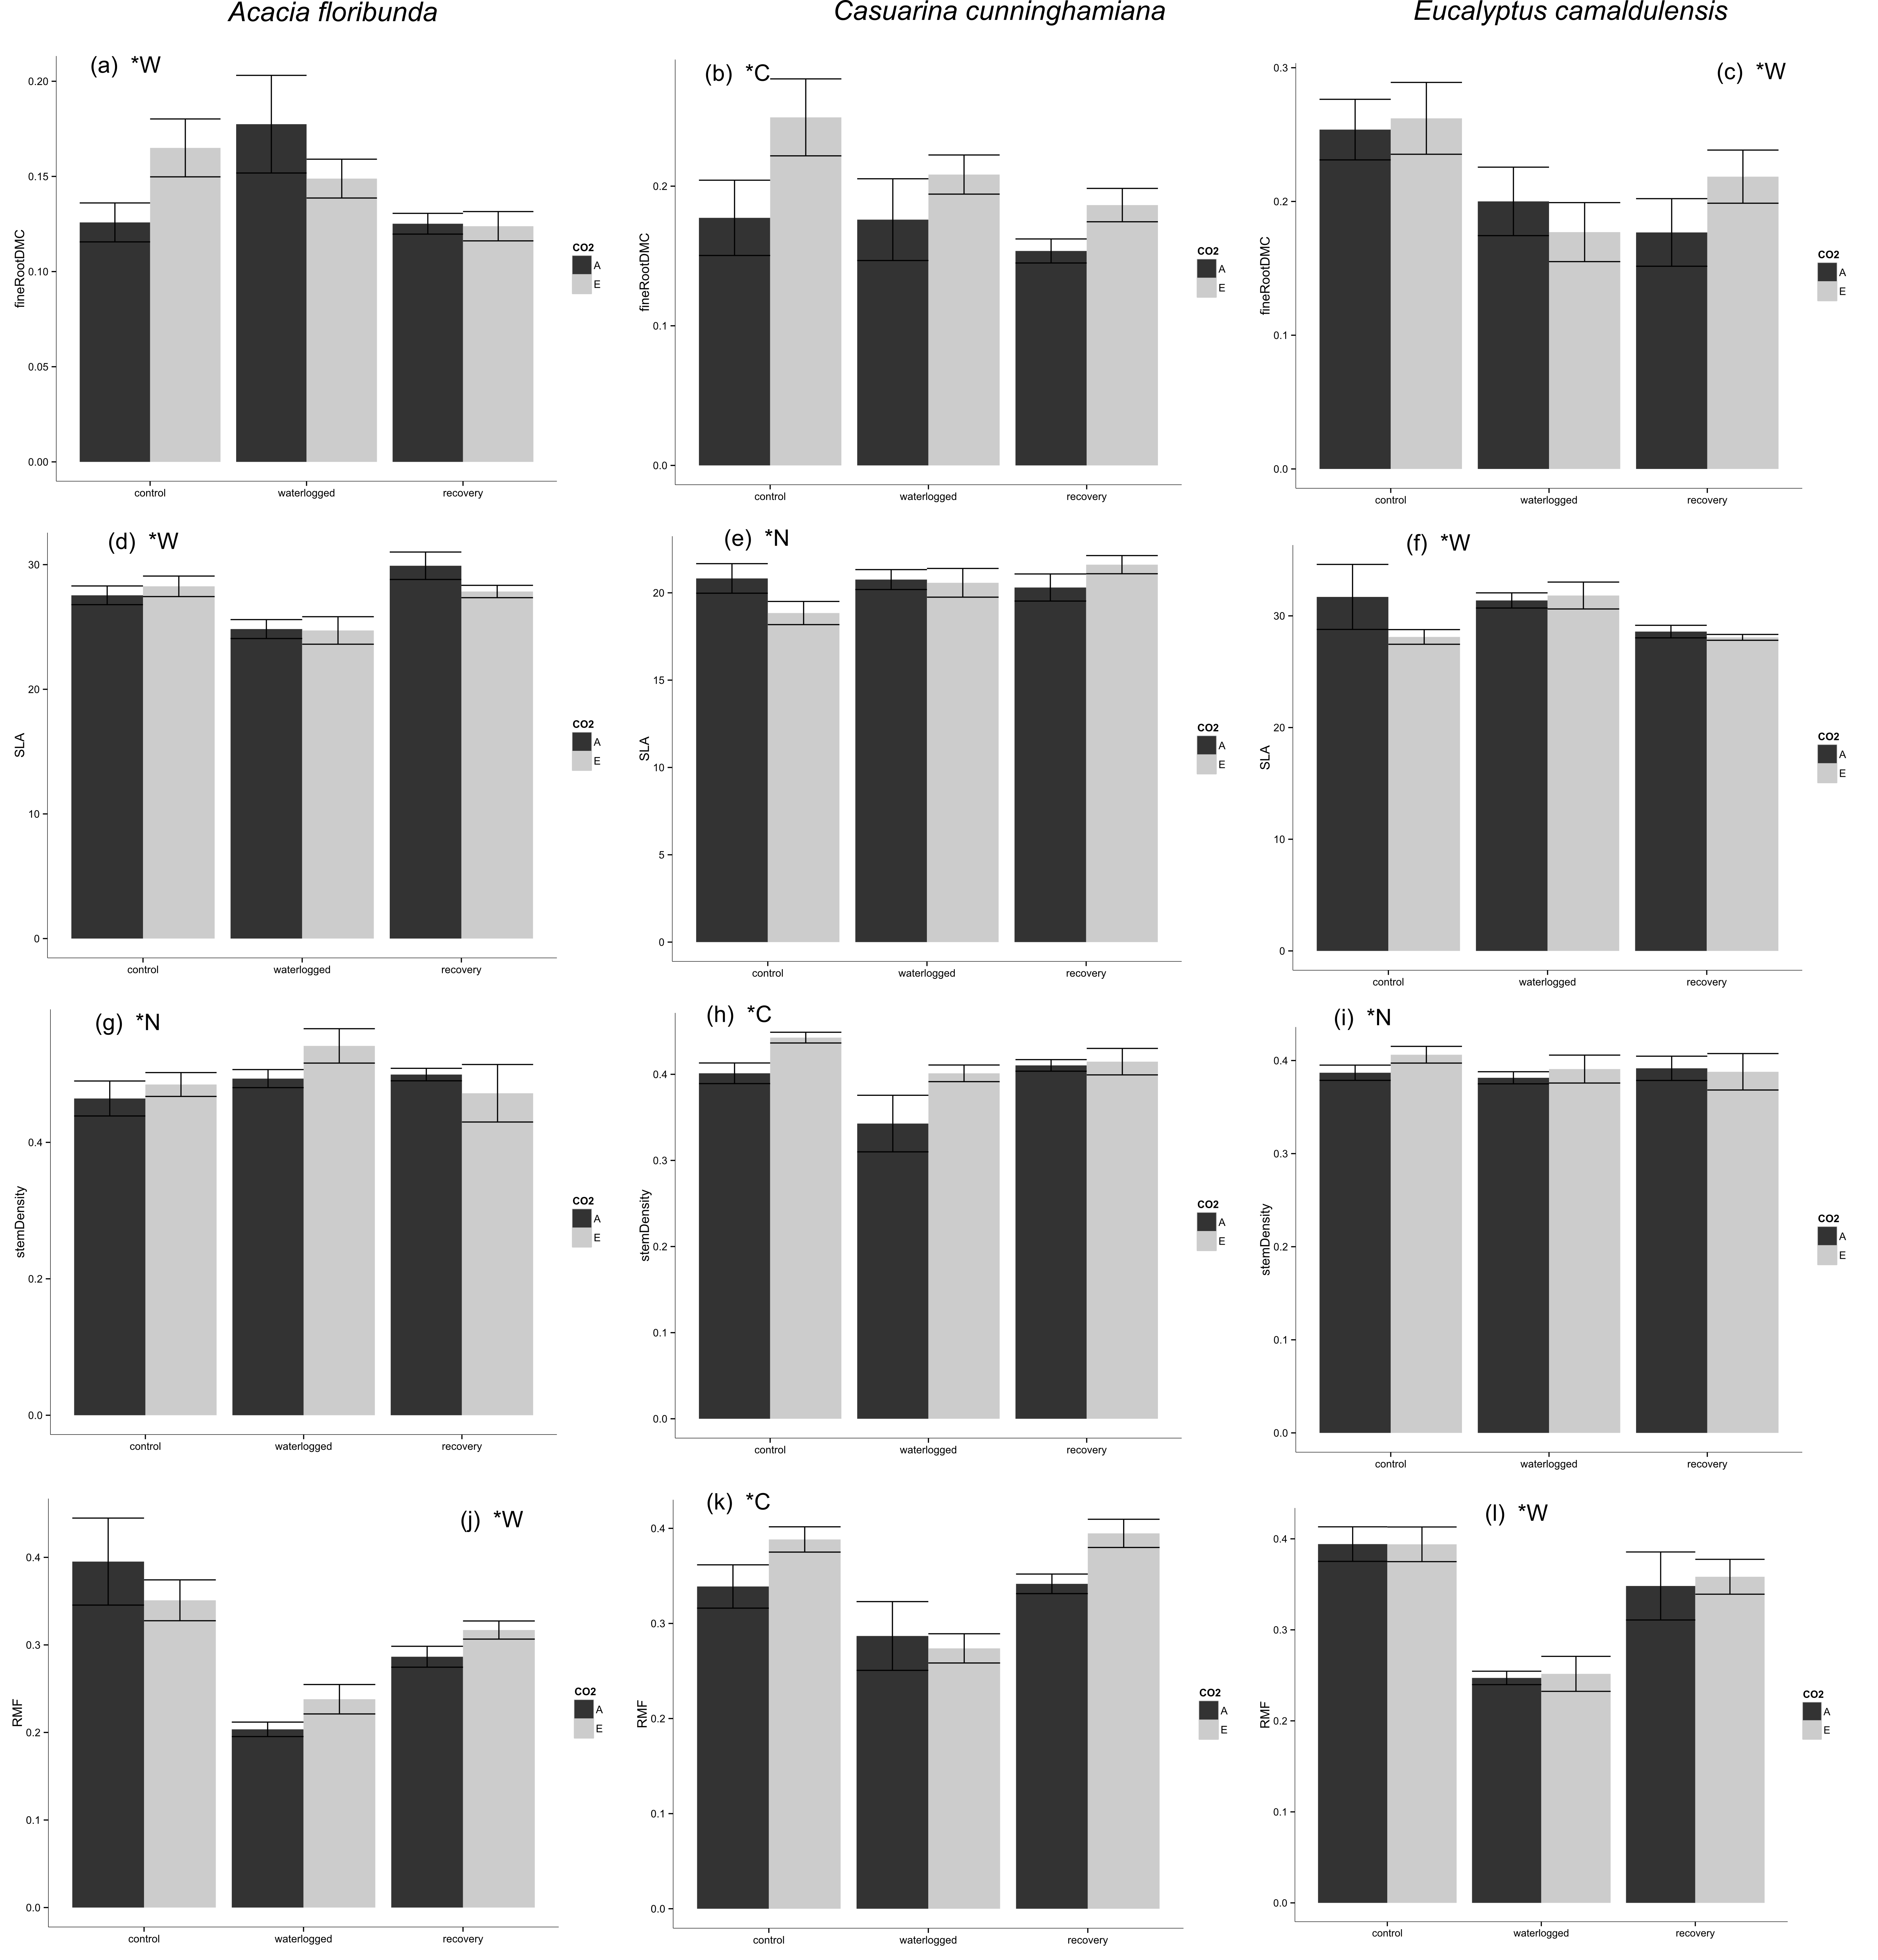 Acacia floribunda
Casuarina cunninghamiana
Eucalyptus camaldulensis
(a) *W
0.20
0.15
0.10
0.05
0.00
fineRootDMC
control
waterlogged
recovery
CO2
A
E
(b) *C
0.2
0.1
0.0
fineRootDMC
control
waterlogged
recovery
CO2
A
E
(c) *W
0.3
0.2
0.1
0.0
fineRootDMC
control
waterlogged
recovery
CO2
A
E
(d) *W
30
20
10
0
SLA
control
waterlogged
recovery
CO2
A
E
(e) *N
20
15
10
5
0
SLA
control
waterlogged
recovery
CO2
A
E
(f) *W
30
20
10
0
SLA
control
waterlogged
recovery
CO2
A
E
(g) *N
0.4
0.2
0.0
stemDensity
control
waterlogged
recovery
CO2
A
E
(h) *C
0.4
0.3
0.2
0.1
0.0
stemDensity
control
waterlogged
recovery
CO2
A
E
(i) *N
0.4
0.3
0.2
0.1
0.0
stemDensity
control
waterlogged
recovery
CO2
A
E
(j) *W
0.4
0.3
0.2
0.1
0.0
RMF
control
waterlogged
recovery
CO2
A
E
(k) *C
0.4
0.3
0.2
0.1
0.0
RMF
control
waterlogged
recovery
CO2
A
E
(l) *W
0.4
0.3
0.2
0.1
0.0
RMF
control
waterlogged
recovery
CO2
A
E